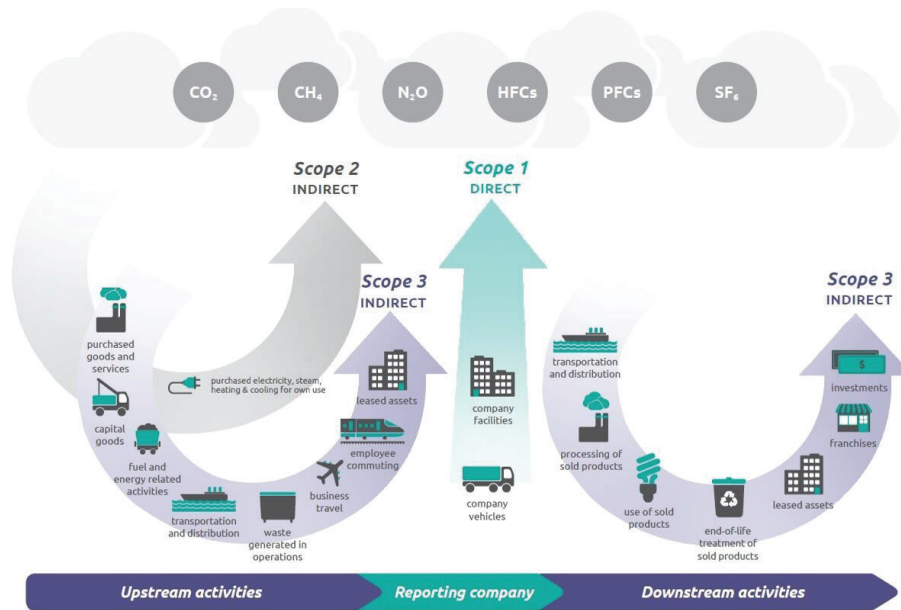 CO₂
CH₄
N₂O
HFCs
PFCs
SF₆
Scope 2
INDIRECT
Scope 1
DIRECT
Scope 3
INDIRECT
Scope 3
INDIRECT
purchased
goods and
services
capital
goods
fuel and
energy related
activities
purchased electricity, steam,
heating & cooling for own use
transportation
and distribution
waste
generated in
operations
business
travel
employee
commuting
leased assets
company
facilities
company
vehicles
transportation
and distribution
processing of
sold products
use of sold
products
end-of-life
treatment of
sold products
leased assets
franchises
$
investments
Upstream activities
Reporting company
Downstream activities